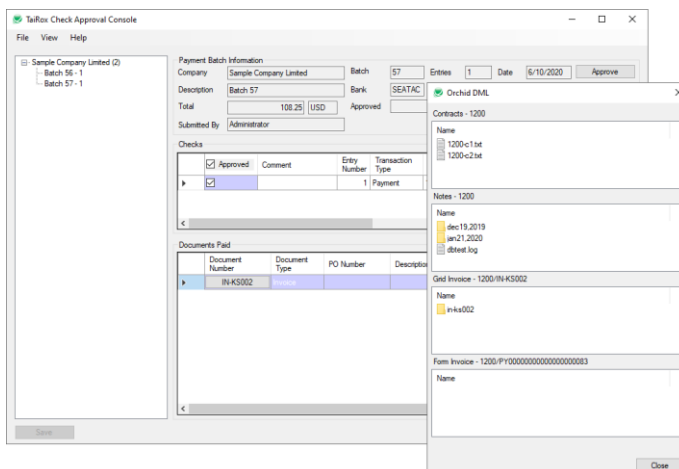 TaiRox Check Approval Console
File View Help
Sample Company Limited (2)
Batch 56 - 1
Batch 57 - 1
Payment Batch Information
Company Sample Company Limited Batch 57 Entries 1 Date 6/10/2020 Approve
Description Batch 57 Bank SEATAC
Total 108.25 USD Approved
Submitted By Administrator
Checks
Approved Comment Entry Number Transaction Type
1 Payment
Documents Paid
Document Number Document Type PO Number Description
IN-KS002 Invoice
Save
Orchid DML
Contracts - 1200
Name
1200-c1.txt
1200-c2.txt
Notes - 1200
Name
dec19,2019
jan21,2020
dbtest.log
Grid Invoice - 1200/IN-KS002
Name
in-ks002
Form Invoice - 1200/PY00000000000000000083
Name
Close